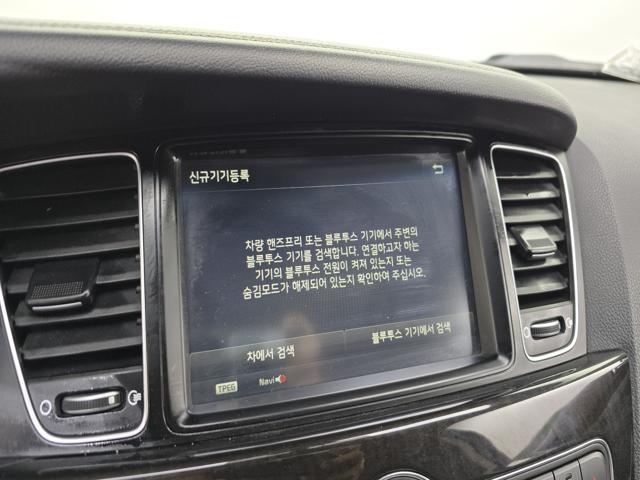 신규기기등록
차량 핸즈프리 또는 블루투스 기기에서 주변의
블루투스 기기를 검색합니다. 연결하고자 하는
기기의 블루투스 전원이 켜져 있는지 또는
숨김모드가 해제되어 있는지 확인하여 주십시오.
차에서 검색
블루투스 기기에서 검색
TPEG
Navi